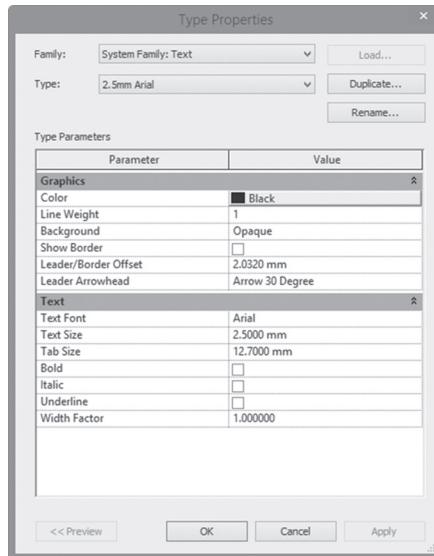 Type Properties
Family: System Family: Text Load...
Type: 2.5mm Arial Duplicate...
Rename...
Type Parameters
Parameter Value
Graphics
Color Black
Line Weight 1
Background Opaque
Show Border
Leader/Border Offset 2.0320 mm
Leader Arrowhead Arrow 30 Degree
Text
Text Font Arial
Text Size 2.5000 mm
Tab Size 12.7000 mm
Bold
Italic
Underline
Width Factor 1.000000
<< Preview OK Cancel Apply